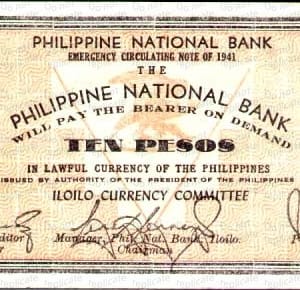 PHILIPPINE NATIONAL BANK
EMERGENCY CIRCULATING NOTE OF 1941
THE
PHILIPPINE NATIONAL BANK
WILL PAY THE BEARER ON DEMAND
TEN PESOS
IN LAWFUL CURRENCY OF THE PHILIPPINES
ISSUED BY AUTHORITY OF THE PRESIDENT OF THE PHILIPPINES
ILOILO CURRENCY COMMITTEE
Manager, Phil. Nat. Bank, Iloilo.
Chairman